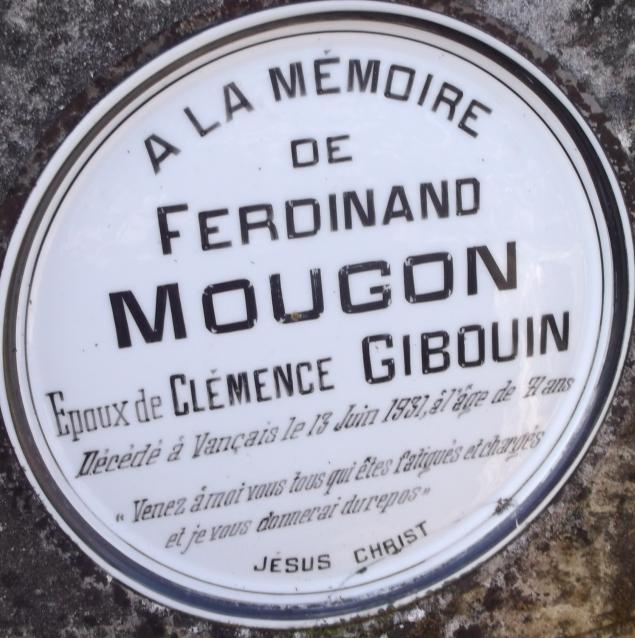 A LA MÉMOIRE
DE
FERDINAND
MOUGON
Epoux de CLÉMENCE GIBOUIN
Décédé à Vançais le 13 Juin 1931, à l'âge de ans
« Venez à moi vous tous qui êtes fatigués et chargés
et je vous donnerai du repos »
JÉSUS CHRIST